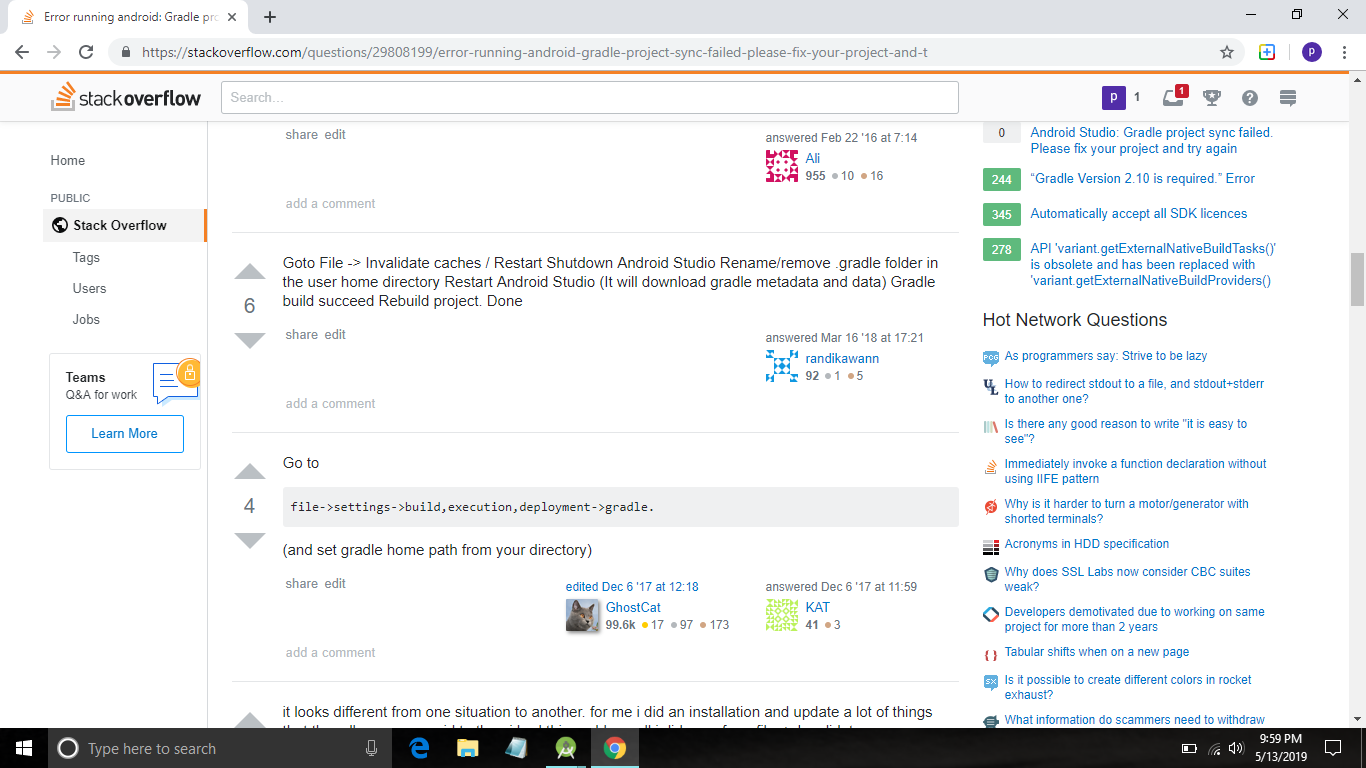 Error running android: Gradle pro
https://stackoverflow.com/questions/29808199/error-running-android-gradle-project-sync-failed-please-fix-your-project-and-t
p
stackoverflow
Search...
p
1
1
Home
PUBLIC
Stack Overflow
Tags
Users
Jobs
Teams
Q&A for work
Learn More
share edit
answered Feb 22 '16 at 7:14
Ali
955 10 16
add a comment
6
Goto File -> Invalidate caches / Restart Shutdown Android Studio Rename/remove .gradle folder in
the user home directory Restart Android Studio (It will download gradle metadata and data) Gradle
build succeed Rebuild project. Done
share edit
answered Mar 16 '18 at 17:21
randikawann
92 1 5
add a comment
4
Go to
file->settings->build,execution,deployment->gradle.
(and set gradle home path from your directory)
share edit
edited Dec 6 '17 at 12:18
GhostCat
99.6k 17 97 173
answered Dec 6 '17 at 11:59
KAT
41 3
add a comment
it looks different from one situation to another. for me i did an installation and update a lot of things
0
Android Studio: Gradle project sync failed.
Please fix your project and try again
244
“Gradle Version 2.10 is required.” Error
345
Automatically accept all SDK licences
278
API 'variant.getExternalNativeBuildTasks()'
is obsolete and has been replaced with
'variant.getExternalNativeBuildProviders()
Hot Network Questions
PCG
As programmers say: Strive to be lazy
UL
How to redirect stdout to a file, and stdout+stderr
to another one?
Is there any good reason to write "it is easy to
see"?
Immediately invoke a function declaration without
using IIFE pattern
Why is it harder to turn a motor/generator with
shorted terminals?
Acronyms in HDD specification
Why does SSL Labs now consider CBC suites
weak?
Developers demotivated due to working on same
project for more than 2 years
{ }
Tabular shifts when on a new page
SX
Is it possible to create different colors in rocket
exhaust?
What information do scammers need to withdraw
Type here to search
9:59 PM
5/13/2019